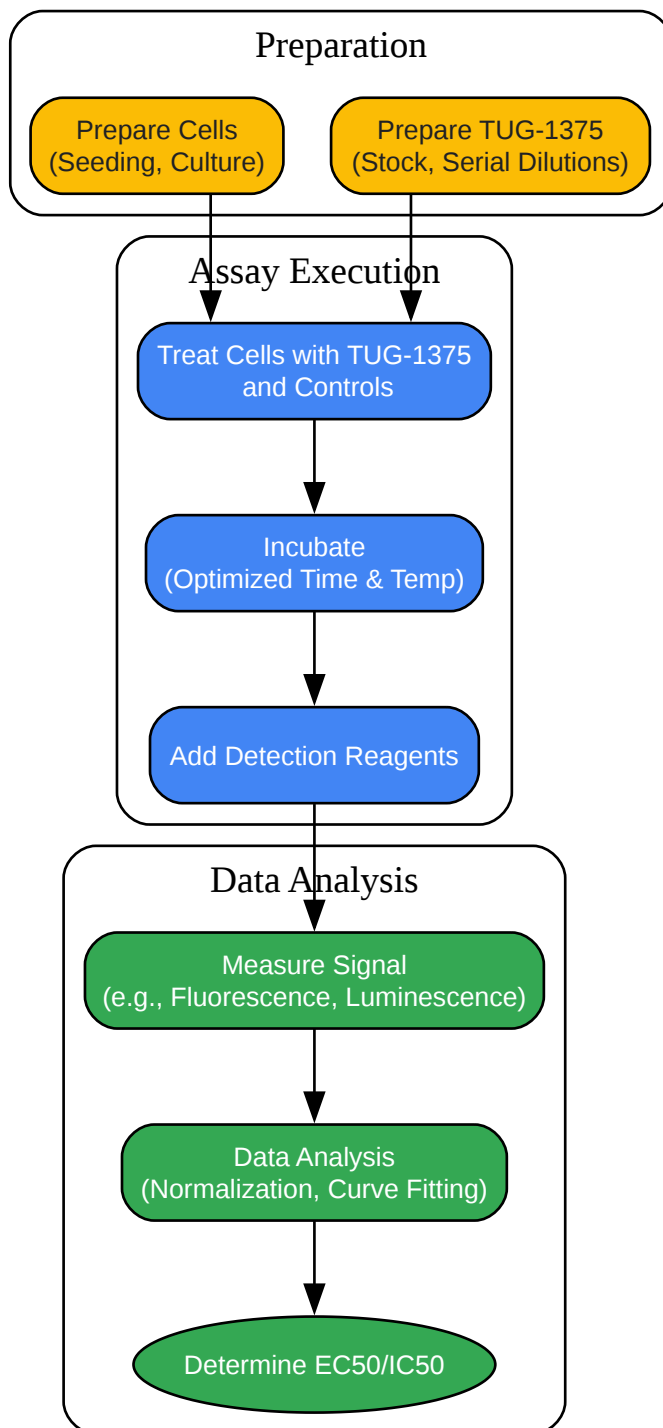 Preparation
Prepare Cells
(Seeding, Culture)
Prepare TUG-1375
(Stock, Serial Dilutions)
Assay Execution
Treat Cells with TUG-1375
and Controls
Incubate
(Optimized Time & Temp)
Add Detection Reagents
Data Analysis
Measure Signal
(e.g., Fluorescence, Luminescence)
Data Analysis
(Normalization, Curve Fitting)
Determine EC50/IC50